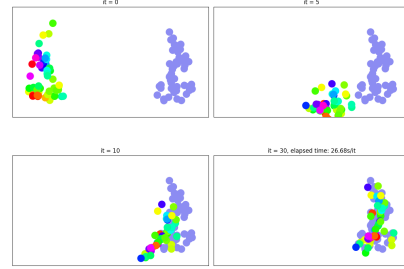 it = 0
it = 5
it = 10
it = 30, elapsed time: 26.68s/it